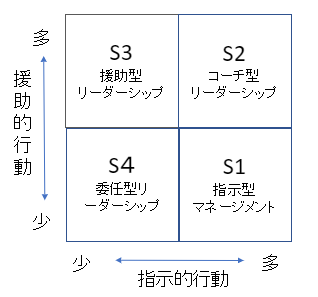 多
S3
援助型
リーダーシップ
S2
コーチ型
リーダーシップ
援助的行動
S4
委任型リ
ーダーシップ
S1
指示型
マネージメント
少
少
多
指示的行動